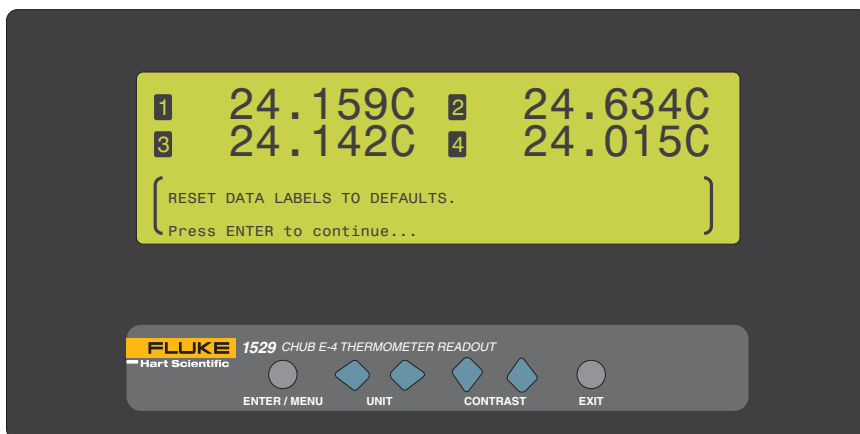 1 24.159C 2 24.634C
3 24.142C 4 24.015C
RESET DATA LABELS TO DEFAULTS.
Press ENTER to continue...
FLUKE 1529 CHUB E-4 THERMOMETER READOUT
Hart Scientific
ENTER / MENU UNIT CONTRAST EXIT